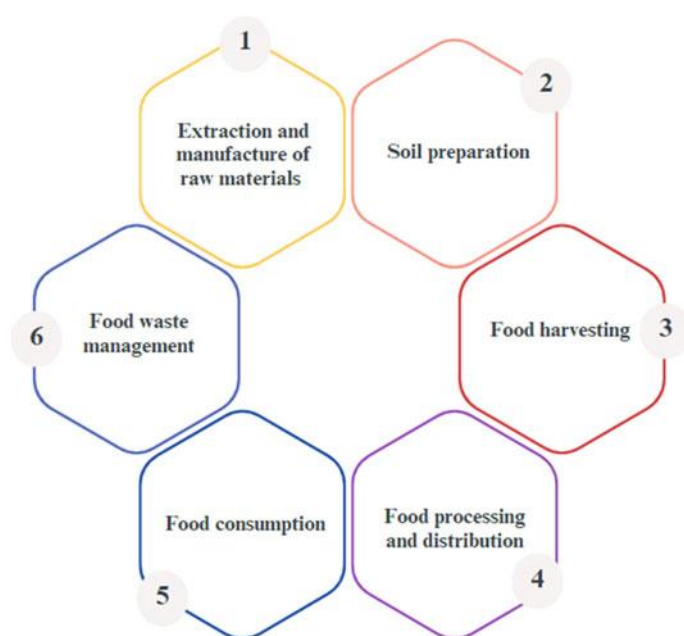 1
Extraction and
manufacture of
raw materials
2
Soil preparation
3
Food harvesting
4
Food processing
and distribution
5
Food consumption
6
Food waste
management